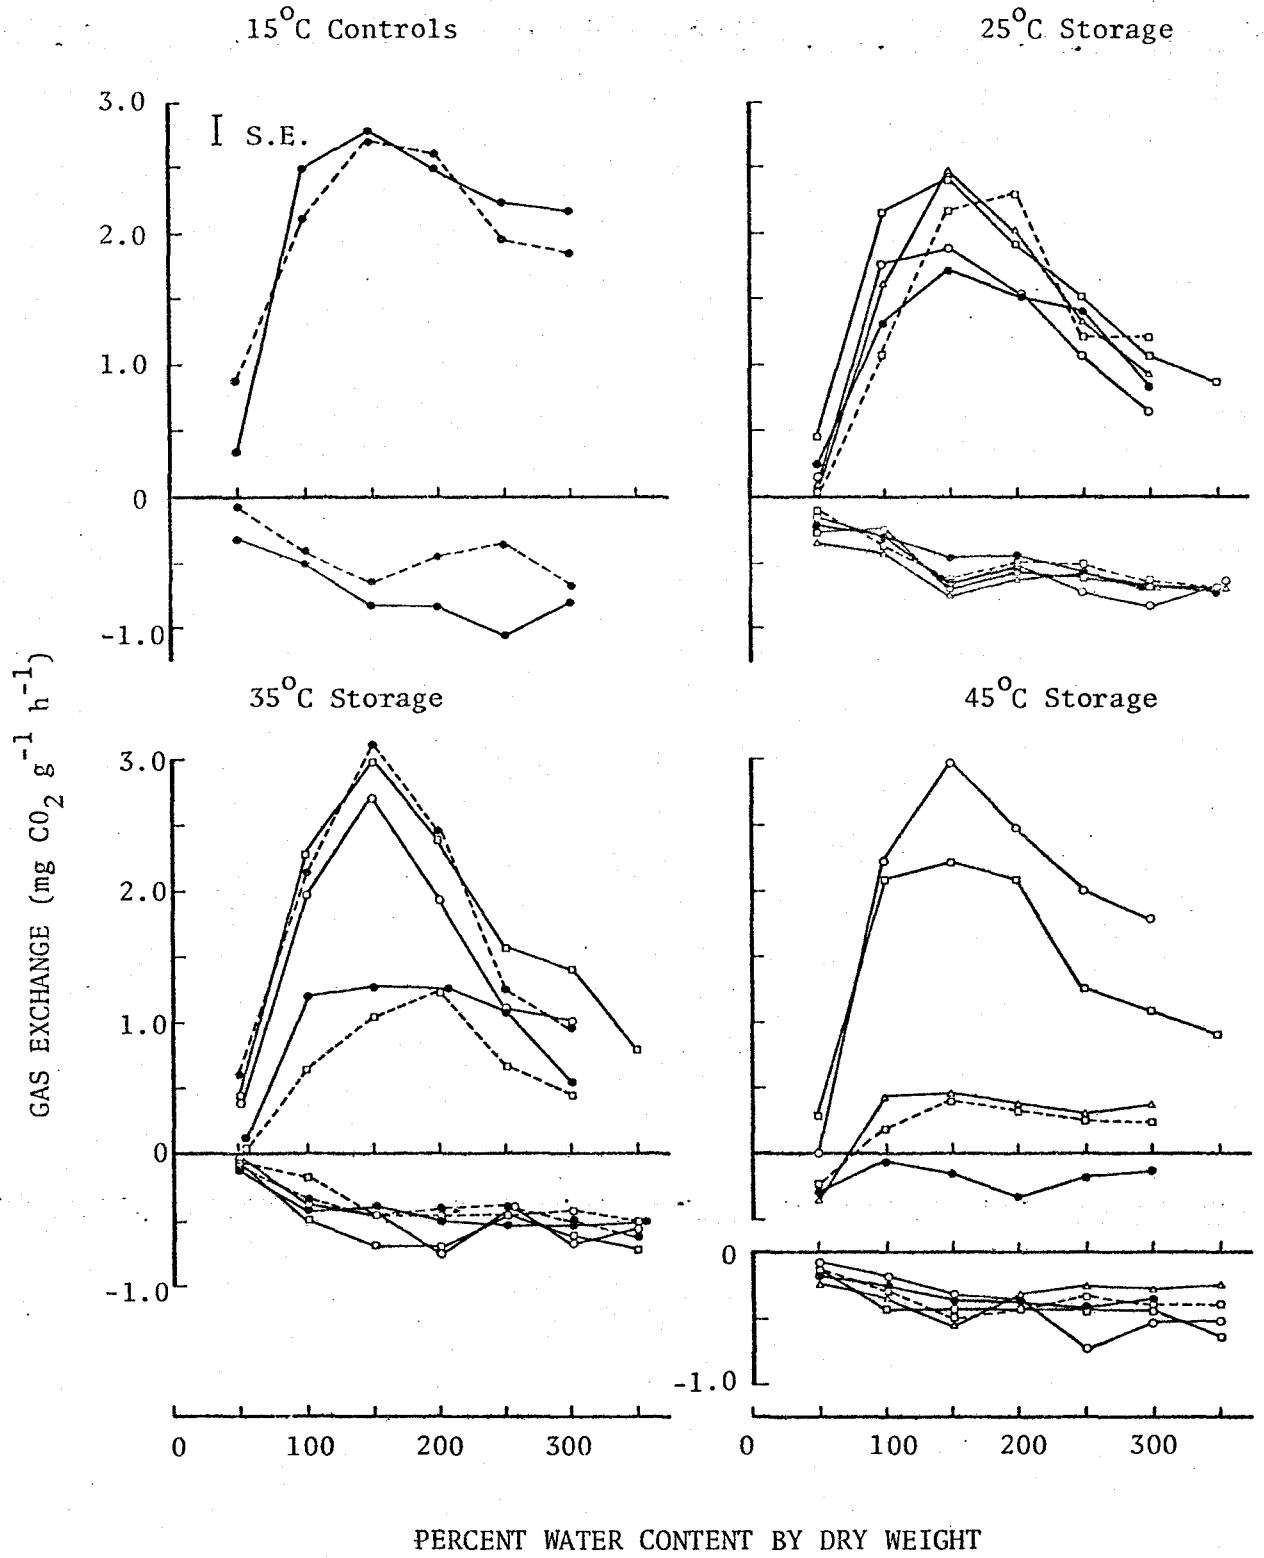 15°C Controls
25°C Storage
3.0
I S.E.
2.0
1.0
0
-1.0
35°C Storage
45°C Storage
3.0
2.0
1.0
0
-1.0
0
-1.0
0 100 200 300
0 100 200 300
GAS EXCHANGE (mg CO₂ g⁻¹ h⁻¹)
PERCENT WATER CONTENT BY DRY WEIGHT